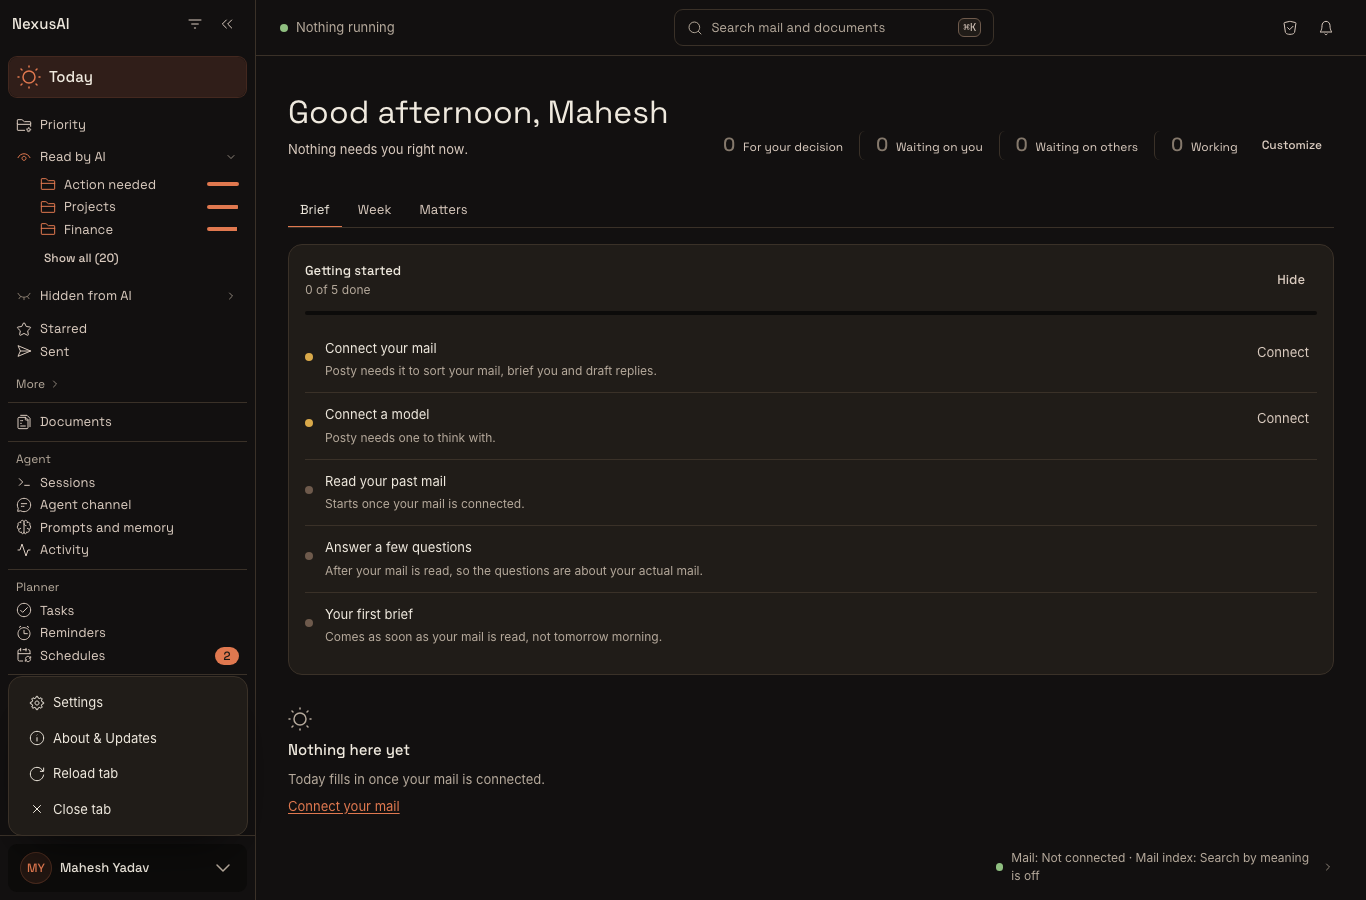 NexusAI
Today
Priority
Read by AI
Action needed
Projects
Finance
Show all (20)
Hidden from AI
Starred
Sent
More
Documents
Agent
Sessions
Agent channel
Prompts and memory
Activity
Planner
Tasks
Reminders
Schedules 2
Settings
About & Updates
Reload tab
Close tab
MY Mahesh Yadav
Nothing running
Search mail and documents ⌘K
Good afternoon, Mahesh
Nothing needs you right now.
0 For your decision 0 Waiting on you 0 Waiting on others 0 Working Customize
Brief Week Matters
Getting started
0 of 5 done
Hide
Connect your mail
Posty needs it to sort your mail, brief you and draft replies.
Connect
Connect a model
Posty needs one to think with.
Connect
Read your past mail
Starts once your mail is connected.
Answer a few questions
After your mail is read, so the questions are about your actual mail.
Your first brief
Comes as soon as your mail is read, not tomorrow morning.
Nothing here yet
Today fills in once your mail is connected.
Connect your mail
Mail: Not connected · Mail index: Search by meaning
is off